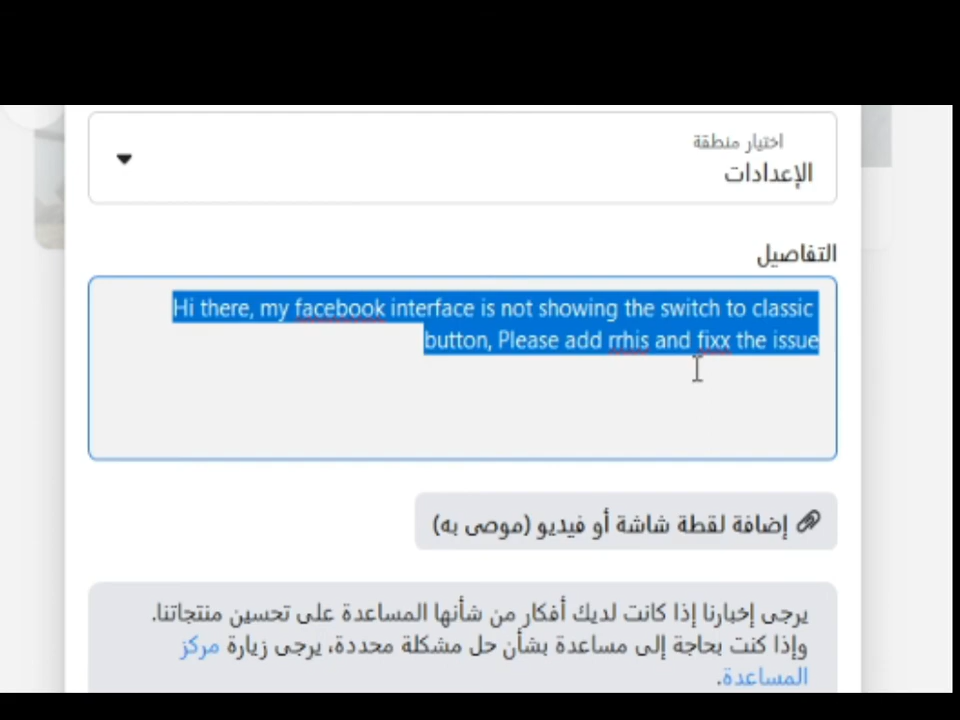 اختيار منطقة
الإعدادات
التفاصيل
Hi there, my facebook interface is not showing the switch to classic
button, Please add rrhis and fixx the issue
إضافة لقطة شاشة أو فيديو (موصى به)
يرجى إخبارنا إذا كانت لديك أفكار من شأنها المساعدة على تحسين منتجاتنا.
وإذا كنت بحاجة إلى مساعدة بشأن حل مشكلة محددة، يرجى زيارة مركز
المساعدة.